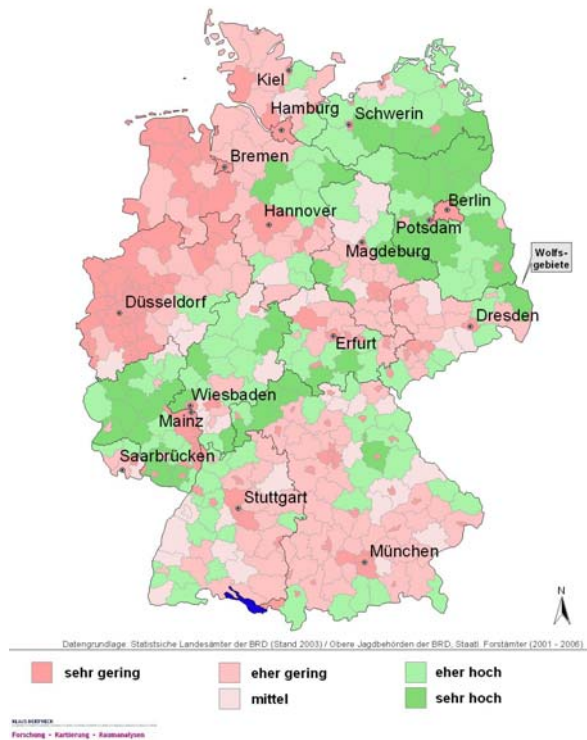 Kiel
Hamburg
Schwerin
Bremen
Berlin
Hannover
Potsdam
Magdeburg
Wolfs-
gebiete
Düsseldorf
Dresden
Erfurt
Wiesbaden
Mainz
Saarbrücken
Stuttgart
München
N
Datengrundlage: Statistsiche Landesämter der BRD (Stand 2003) / Obere Jagdbehörden der BRD, Staatl. Forstämter (2001 - 2006)
sehr gering
eher gering
eher hoch
mittel
sehr hoch
Forschung - Kartierung - Raumanalysen